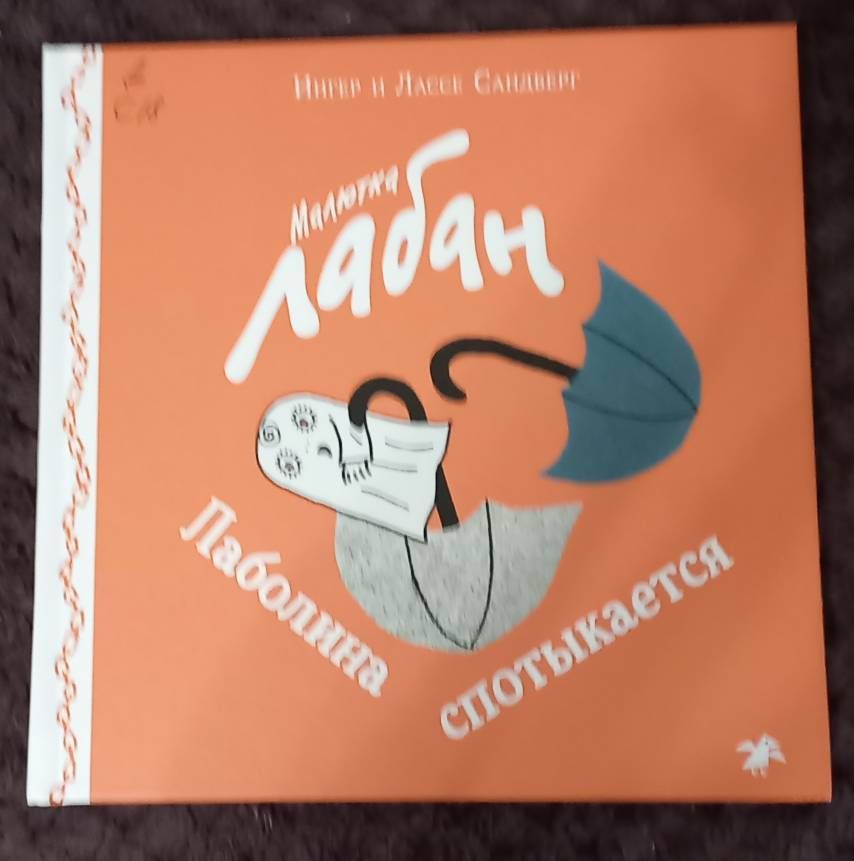 Ингер и Лассе Сандберг
Малютка
Лабан
Лаболина
спотыкается